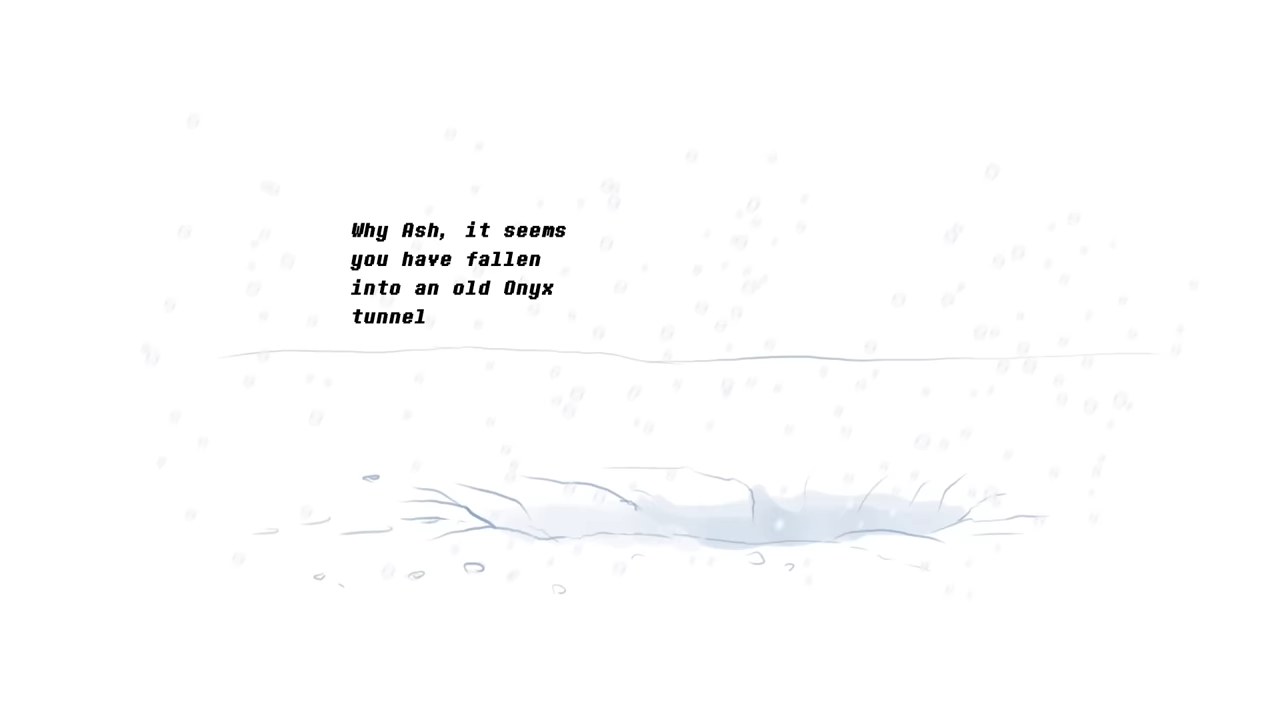 Why Ash, it seems
you have fallen
into an old Onyx
tunnel